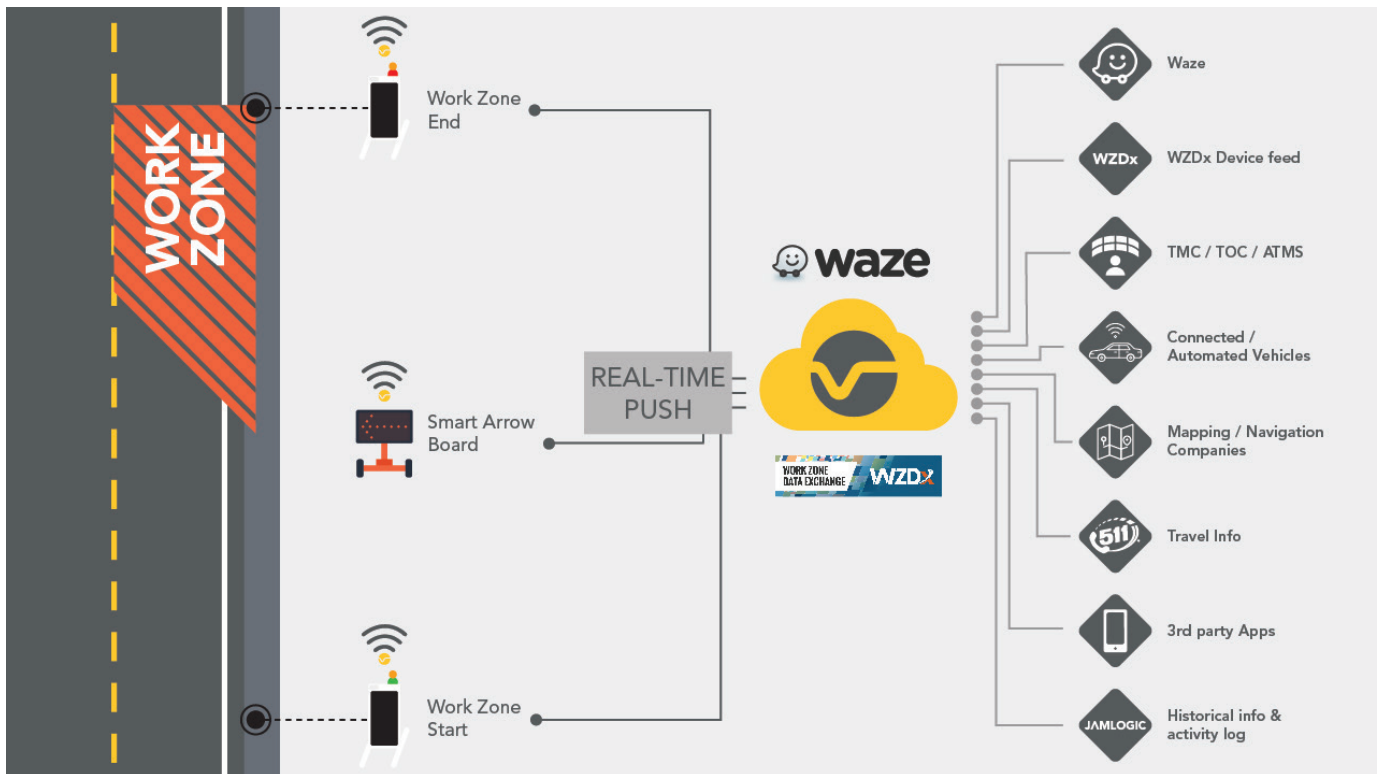 WORK
ZONE
Work Zone
End
Smart Arrow
Board
Work Zone
Start
REAL-TIME
PUSH
waze
WORK ZONE
DATA EXCHANGE
WZDx
Waze
WZDx
WZDx Device feed
TMC / TOC / ATMS
Connected /
Automated Vehicles
Mapping / Navigation
Companies
511
Travel Info
3rd party Apps
JAMLOGIC
Historical info &
activity log